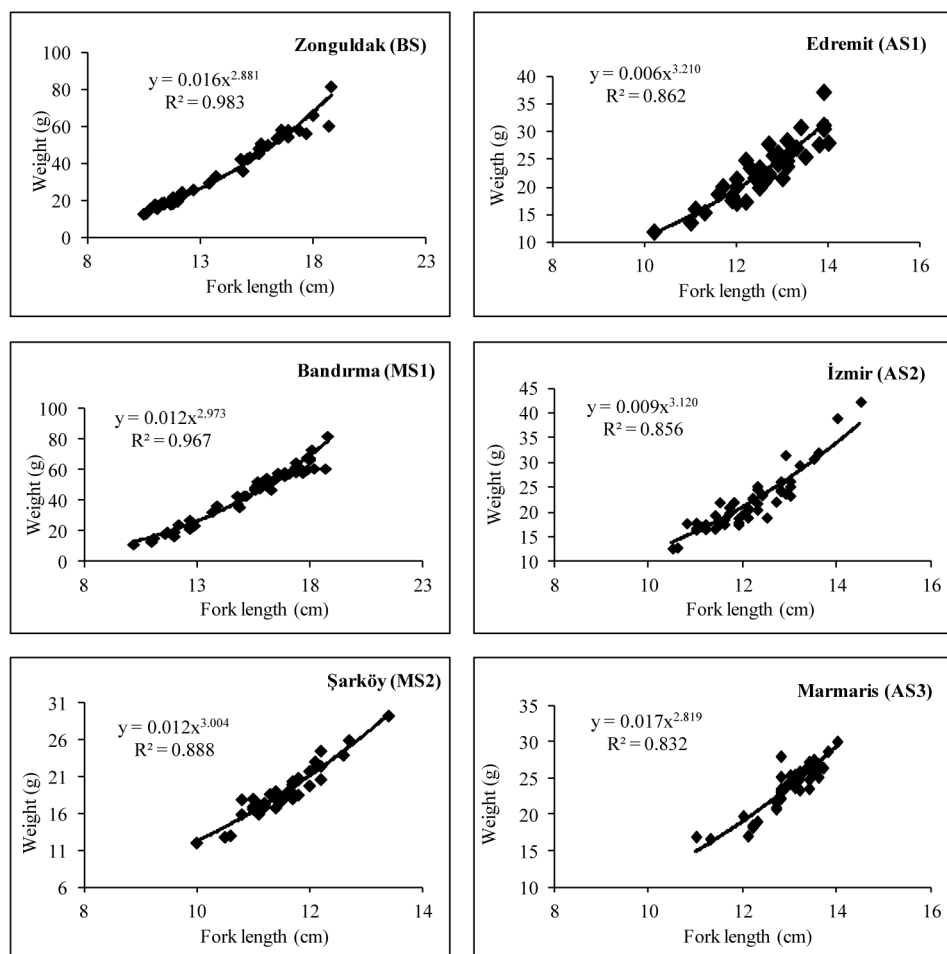 Zonguldak (BS)
y = 0.016x^2.881
R² = 0.983
Weight (g)
100
80
60
40
20
0
8 13 18 23
Fork length (cm)
Edremit (AS1)
y = 0.006x^3.210
R² = 0.862
Weigth (g)
40
35
30
25
20
15
10
8 10 12 14 16
Fork length (cm)
Bandırma (MS1)
y = 0.012x^2.973
R² = 0.967
Weight (g)
100
80
60
40
20
0
8 13 18 23
Fork length (cm)
İzmir (AS2)
y = 0.009x^3.120
R² = 0.856
Weight (g)
45
40
35
30
25
20
15
10
8 10 12 14 16
Fork length (cm)
Şarköy (MS2)
y = 0.012x^3.004
R² = 0.888
Weight (g)
31
26
21
16
11
6
8 10 12 14
Fork length (cm)
Marmaris (AS3)
y = 0.017x^2.819
R² = 0.832
Weight (g)
35
30
25
20
15
10
8 10 12 14 16
Fork length (cm)